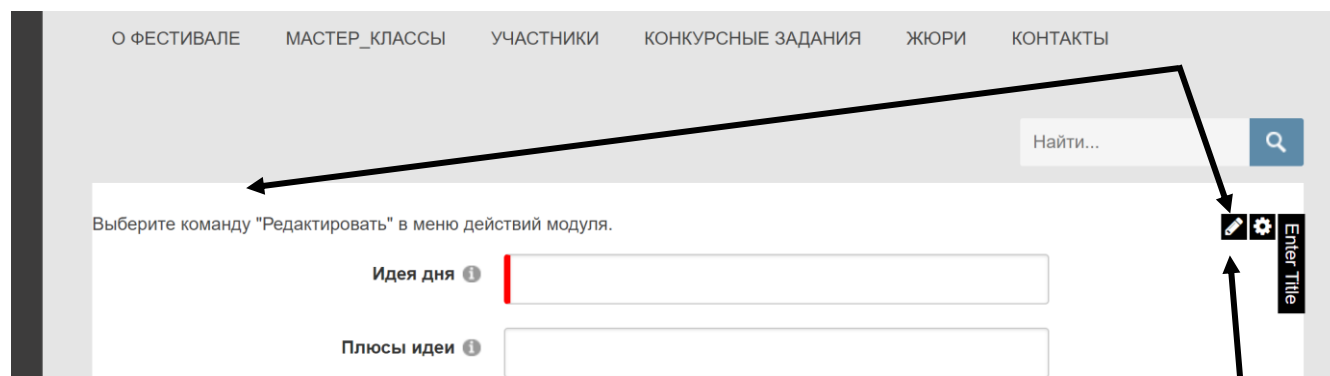 О ФЕСТИВАЛЕ МАСТЕР_КЛАССЫ УЧАСТНИКИ КОНКУРСНЫЕ ЗАДАНИЯ ЖЮРИ КОНТАКТЫ
Найти...
Выберите команду "Редактировать" в меню действий модуля.
Enter Title
Идея дня
Плюсы идеи